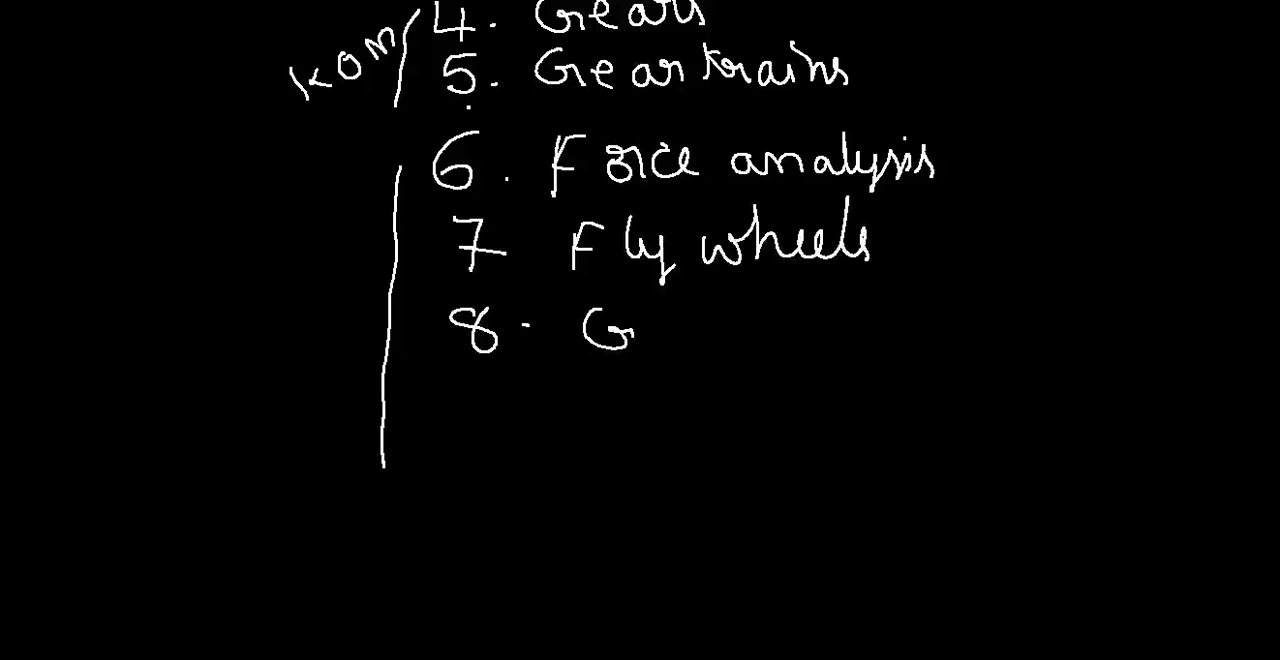 4. Gears
KOM
5. Gear trains
6. Force analysis
7 Fly wheels
8. G